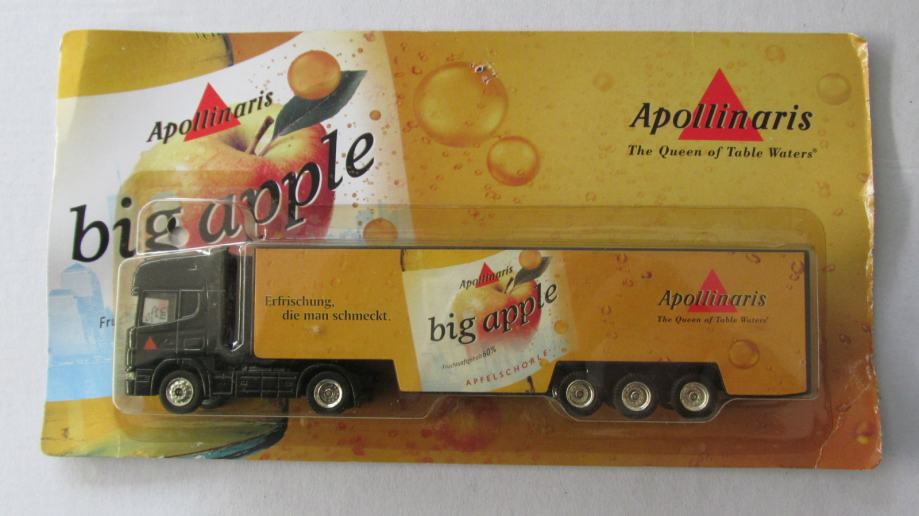 Apollinaris
big apple
Apollinaris
The Queen of Table Waters®
Erfrischung,
die man schmeckt.
Apollinaris
big apple
Fruchtsaftgehalt 60%
APFELSCHORLE
Apollinaris
The Queen of Table Waters®